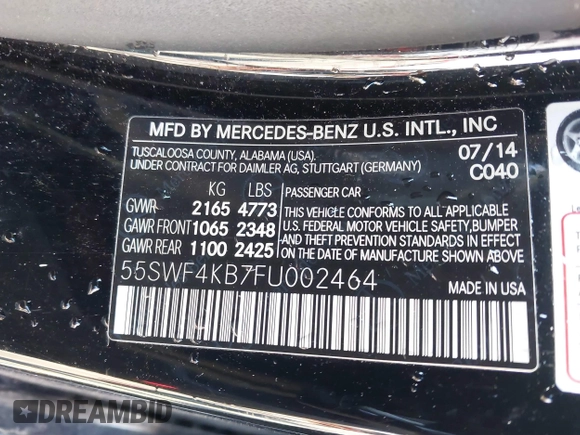 MFD BY MERCEDES-BENZ U.S. INTL., INC
TUSCALOOSA COUNTY, ALABAMA (USA). 07/14
UNDER CONTRACT FOR DAIMLER AG, STUTTGART (GERMANY) C040
KG LBS PASSENGER CAR
GVWR 2165 4773 THIS VEHICLE CONFORMS TO ALL APPLICABLE
GAWR FRONT 1065 2348 U.S. FEDERAL MOTOR VEHICLE SAFETY,BUMPER
GAWR REAR 1100 2425 AND THEFT PREVENTION STANDARDS IN EFFECT
ON THE DATE OF MANUFACTURE SHOWN ABOVE
55SWF4KB7FU002464 MADE IN USA
DREAMBID